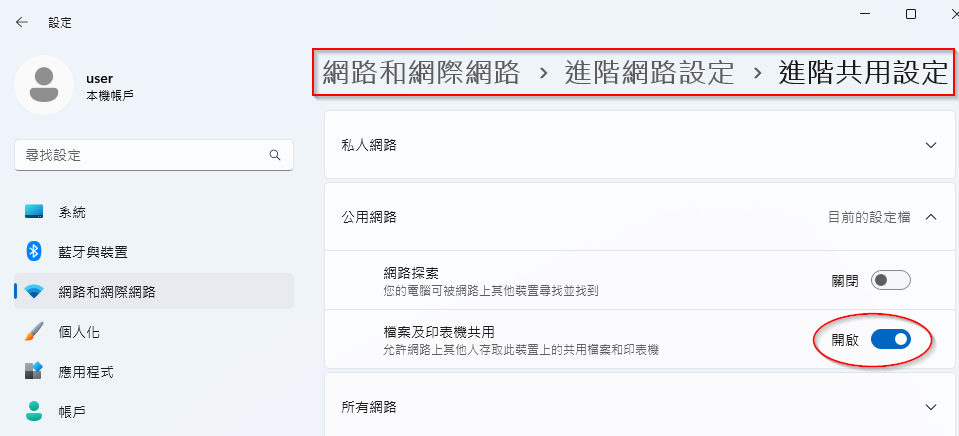 設定
user
本機帳戶
尋找設定
系統
藍牙與裝置
網路和網際網路
個人化
應用程式
帳戶
網路和網際網路 > 進階網路設定 > 進階共用設定
私人網路
公用網路 目前的設定檔
網路探索
您的電腦可被網路上其他裝置尋找並找到
關閉
檔案及印表機共用
允許網路上其他人存取此裝置上的共用檔案和印表機
開啟
所有網路